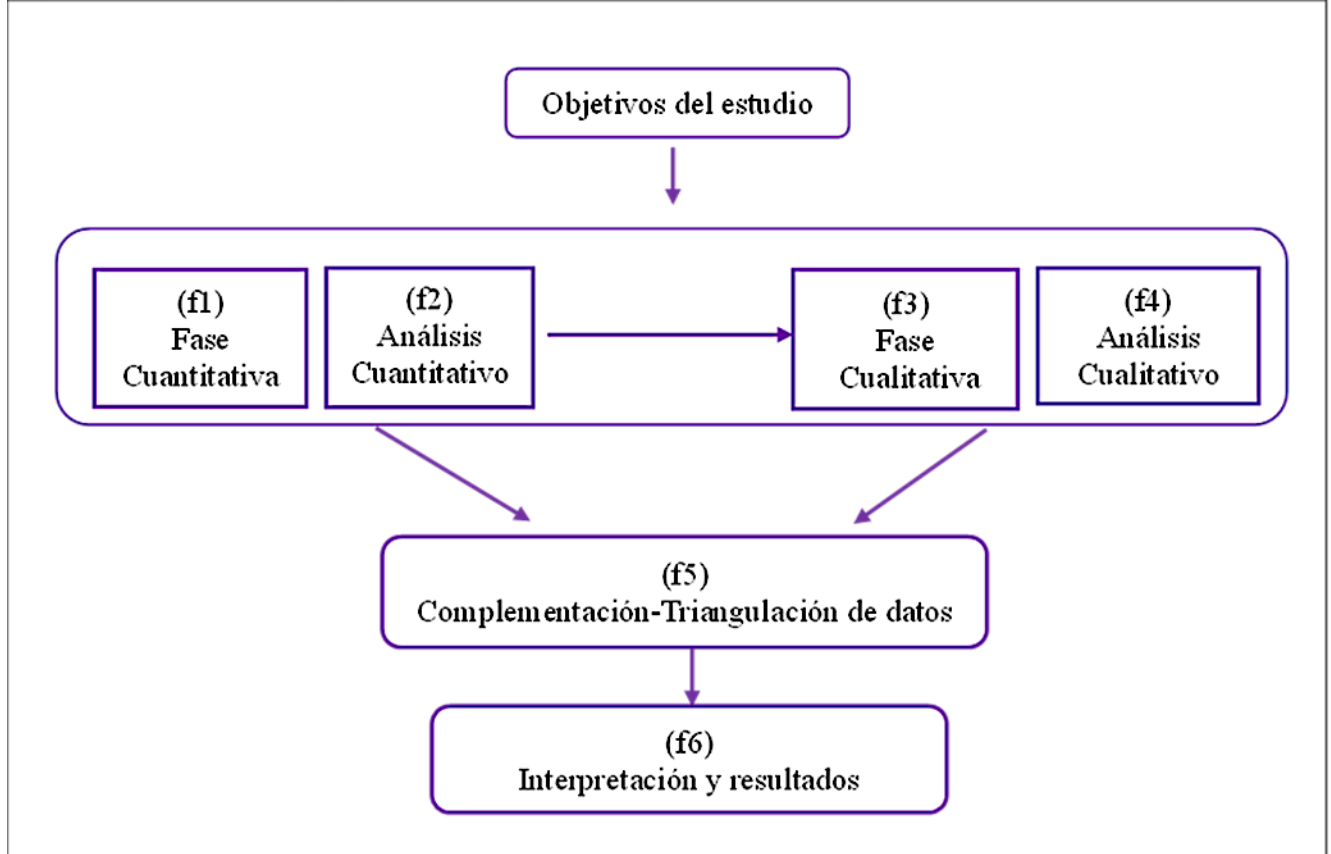 Objetivos del estudio
(f1)
Fase
Cuantitativa
(f2)
Análisis
Cuantitativo
(f3)
Fase
Cualitativa
(f4)
Análisis
Cualitativo
(f5)
Complementación-Triangulación de datos
(f6)
Interpretación y resultados